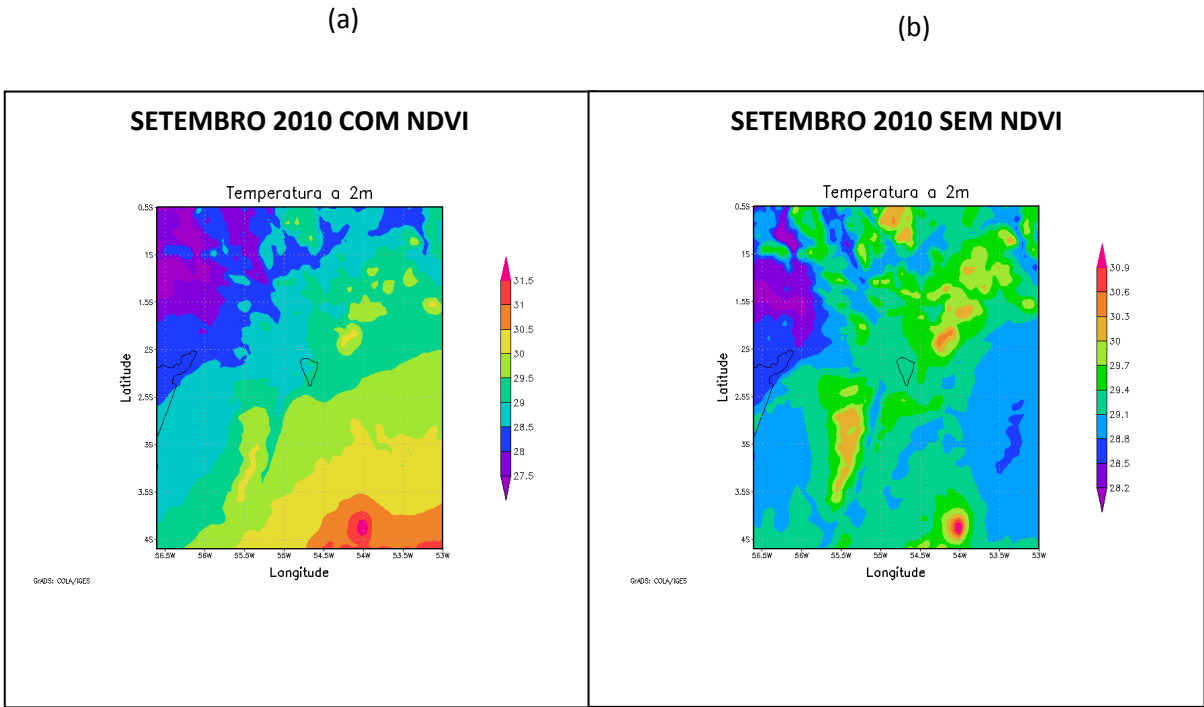 (a)
(b)
SETEMBRO 2010 COM NDVI
SETEMBRO 2010 SEM NDVI
Temperatura a 2m
0.5S
1S
1.5S
2S
2.5S
3S
3.5S
4S
Latitude
56.5W 56W 55.5W 55W 54.5W 54W 53.5W 53W
Longitude
31.5
31
30.5
30
29.5
29
28.5
28
27.5
GrADS: COLA/IGES
Temperatura a 2m
0.5S
1S
1.5S
2S
2.5S
3S
3.5S
4S
Latitude
56.5W 56W 55.5W 55W 54.5W 54W 53.5W 53W
Longitude
30.9
30.6
30.3
30
29.7
29.4
29.1
28.8
28.5
28.2
GrADS: COLA/IGES